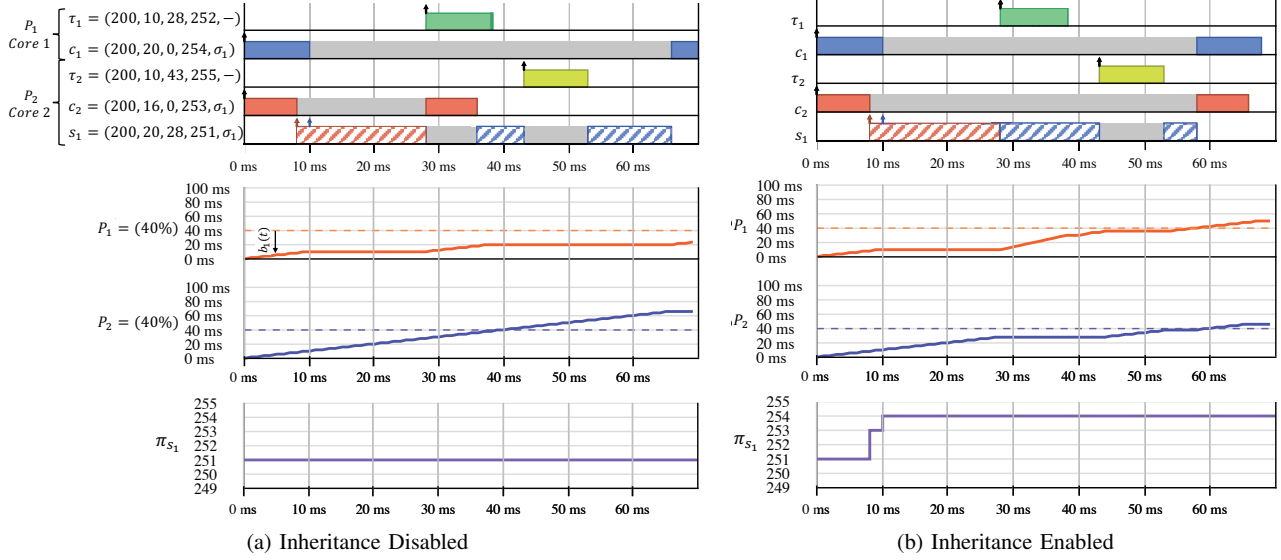 P₁ Core 1
τ₁ = (200, 10, 28, 252, −)
c₁ = (200, 20, 0, 254, σ₁)
P₂ Core 2
τ₂ = (200, 10, 43, 255, −)
c₂ = (200, 16, 0, 253, σ₁)
s₁ = (200, 20, 28, 251, σ₁)
0 ms 10 ms 20 ms 30 ms 40 ms 50 ms 60 ms
P₁ = (40%)
100 ms
80 ms
60 ms
40 ms
20 ms
0 ms
b₁(t)
P₂ = (40%)
100 ms
80 ms
60 ms
40 ms
20 ms
0 ms
0 ms 10 ms 20 ms 30 ms 40 ms 50 ms 60 ms
π_s₁
255
254
253
252
251
250
249
0 ms 10 ms 20 ms 30 ms 40 ms 50 ms 60 ms
(a) Inheritance Disabled
τ₁
c₁
τ₂
c₂
s₁
0 ms 10 ms 20 ms 30 ms 40 ms 50 ms 60 ms
P₁
100 ms
80 ms
60 ms
40 ms
20 ms
0 ms
P₂
100 ms
80 ms
60 ms
40 ms
20 ms
0 ms
0 ms 10 ms 20 ms 30 ms 40 ms 50 ms 60 ms
π_s₁
255
254
253
252
251
250
249
0 ms 10 ms 20 ms 30 ms 40 ms 50 ms 60 ms
(b) Inheritance Enabled